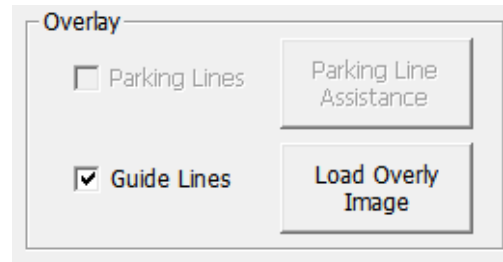 Overlay
Parking Lines
Parking Line
Assistance
Guide Lines
Load Overly
Image